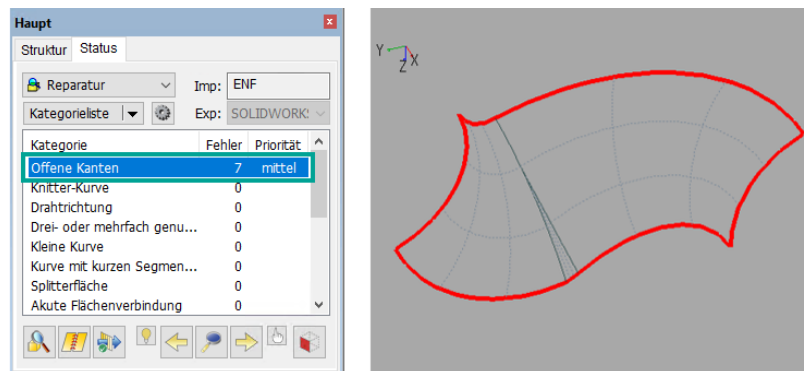 Haupt
Struktur Status
Reparatur Imp: ENF
Kategorieliste Exp: SOLIDWORK
Kategorie Fehler Priorität
Offene Kanten 7 mittel
Knitter-Kurve 0
Drahtrichtung 0
Drei- oder mehrfach genu... 0
Kleine Kurve 0
Kurve mit kurzen Segmen... 0
Splitterfläche 0
Akute Flächenverbindung 0
Y
Z X